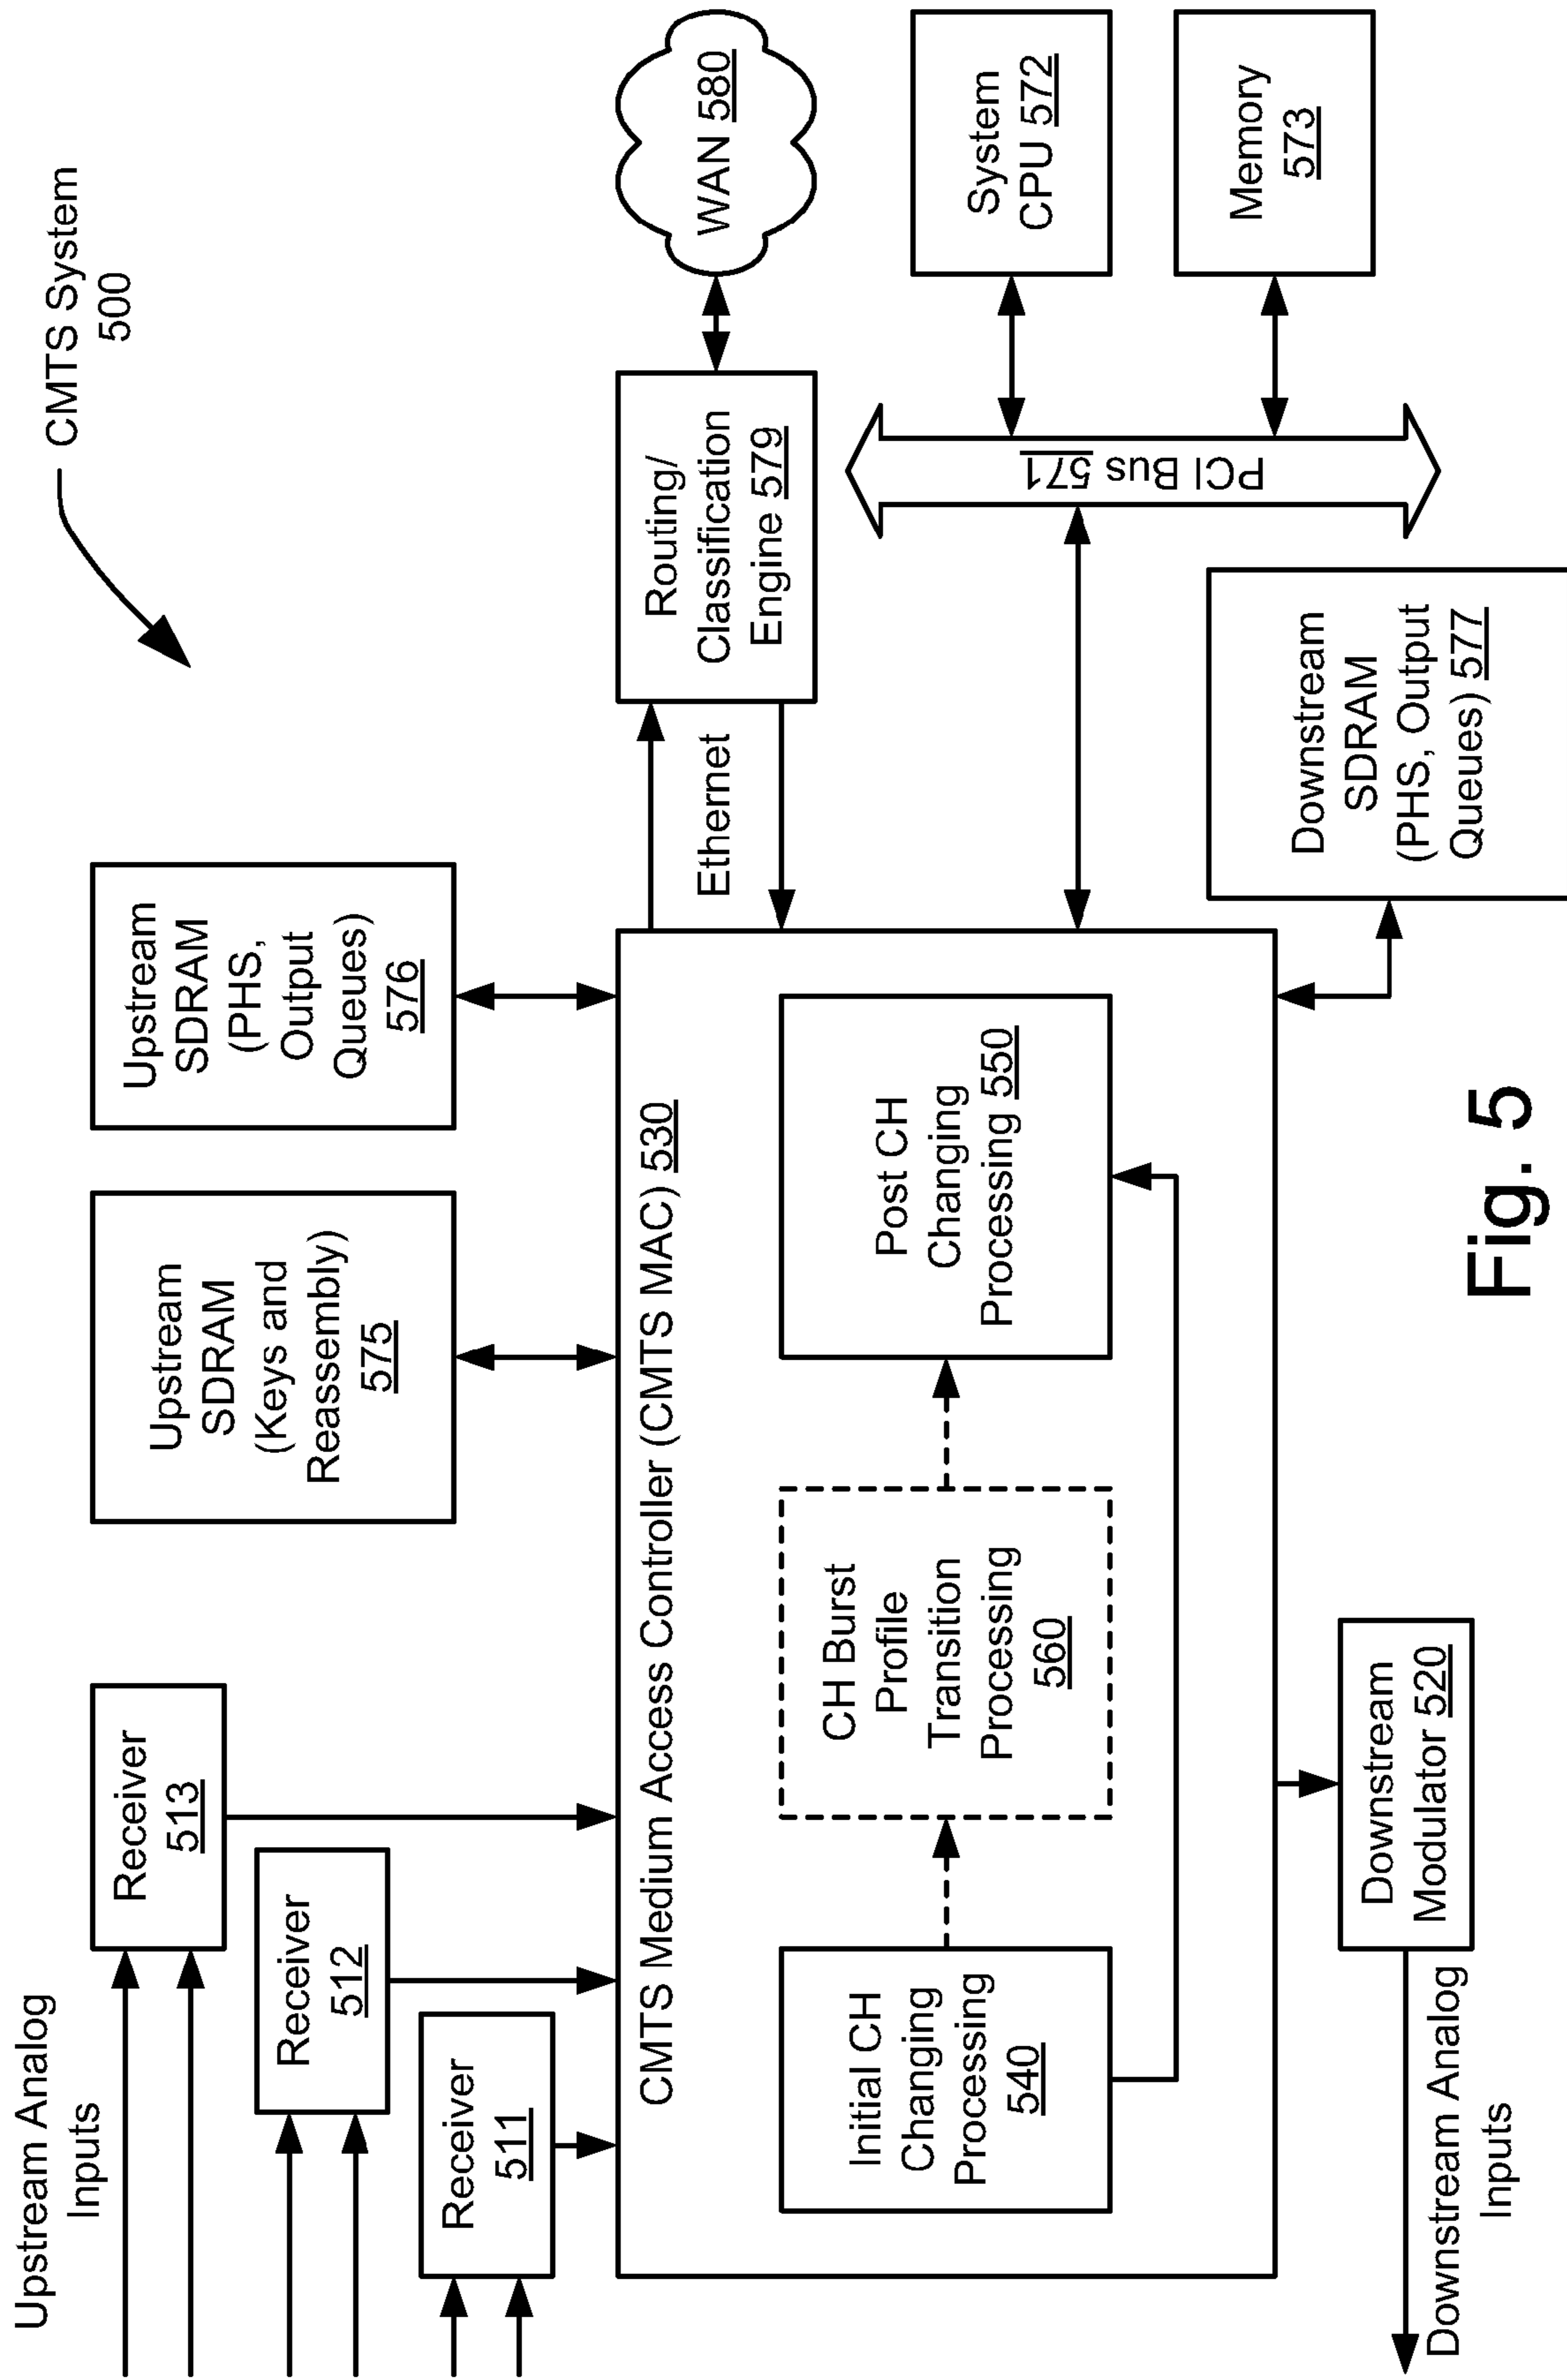 CMTS System
500
Upstream Analog
Inputs
Receiver
513
Receiver
512
Receiver
511
Upstream
SDRAM
(Keys and
Reassembly)
575
Upstream
SDRAM
(PHS,
Output
Queues)
576
CMTS Medium Access Controller (CMTS MAC) 530
Initial CH
Changing
Processing
540
CH Burst
Profile
Transition
Processing
560
Post CH
Changing
Processing 550
Ethernet
Routing/
Classification
Engine 579
WAN 580
PCI Bus 571
System
CPU 572
Memory
573
Downstream
SDRAM
(PHS, Output
Queues) 577
Downstream
Modulator 520
Downstream Analog
Inputs
Fig. 5